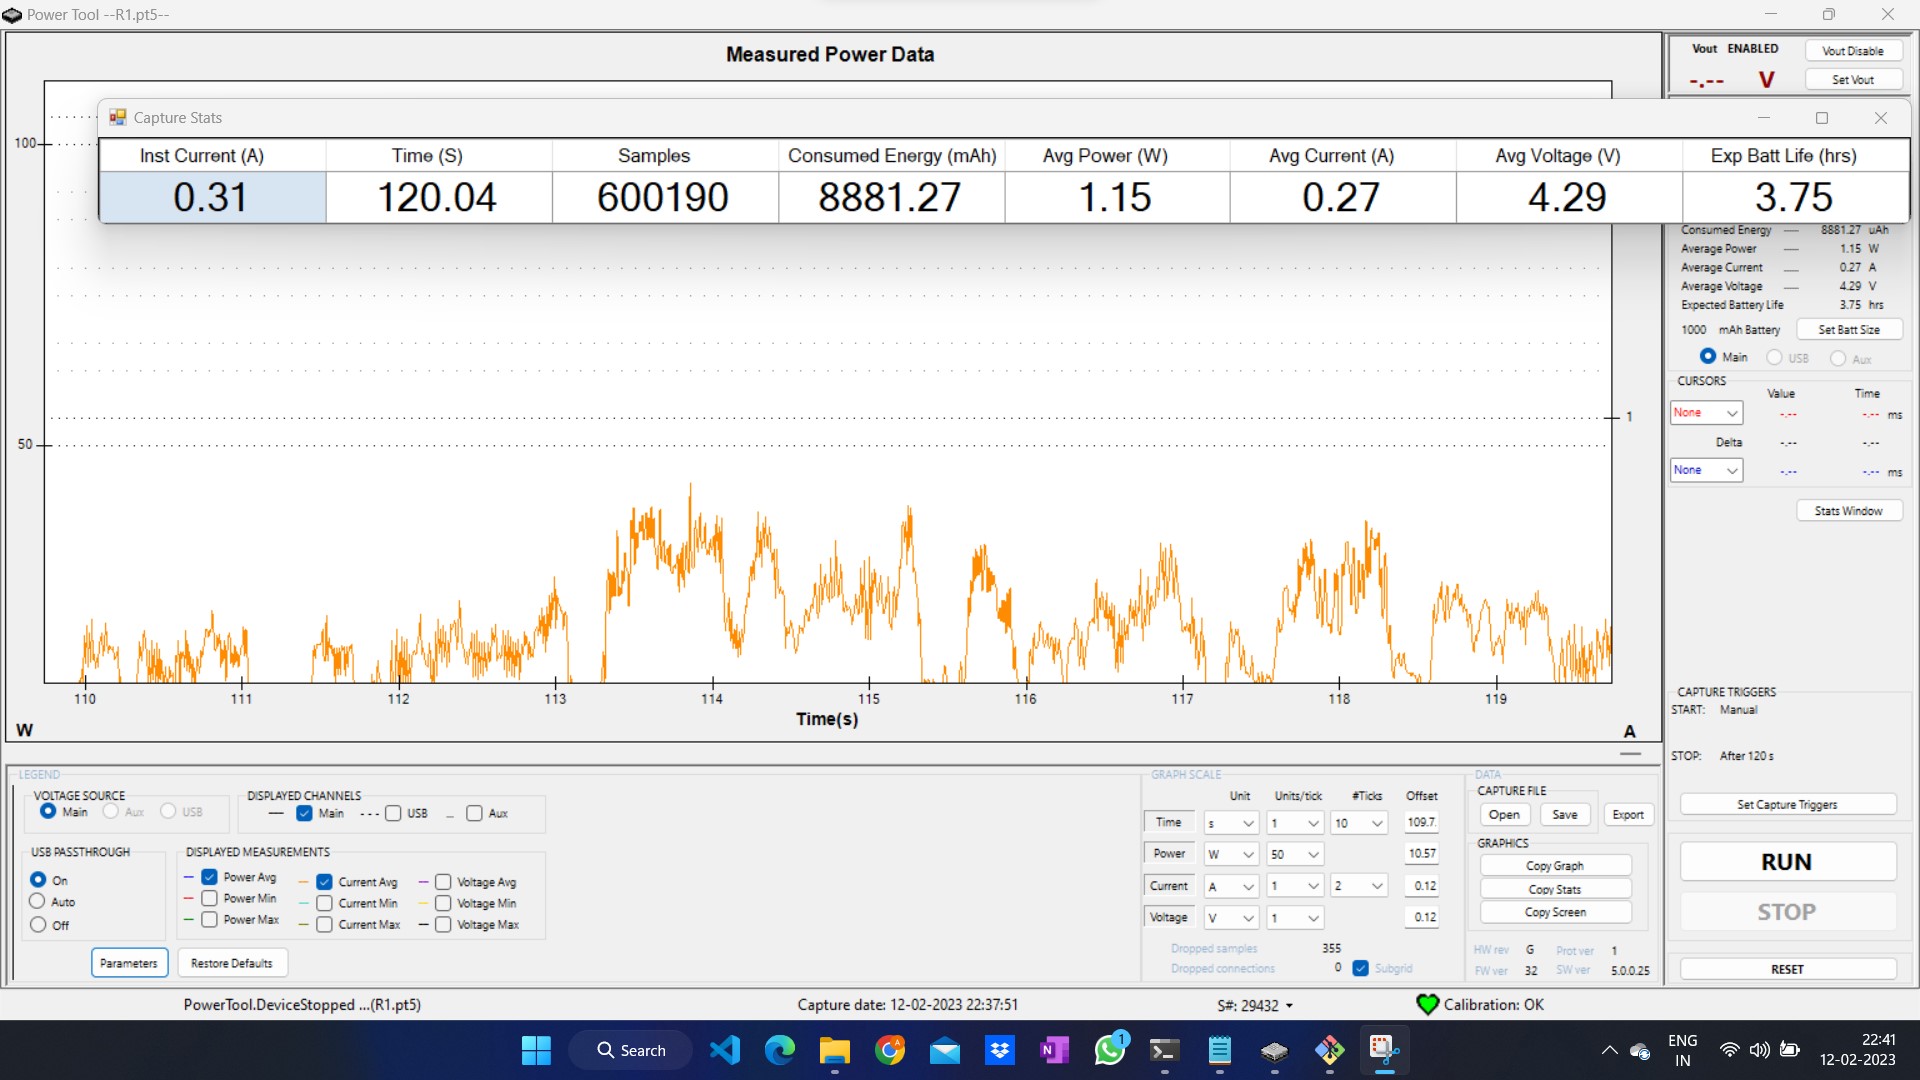 Power Tool --R1.pt5--
Measured Power Data
Vout ENABLED
Vout Disable
-.-- V
Set Vout
Capture Stats
Inst Current (A) Time (S) Samples Consumed Energy (mAh) Avg Power (W) Avg Current (A) Avg Voltage (V) Exp Batt Life (hrs)
0.31 120.04 600190 8881.27 1.15 0.27 4.29 3.75
100
50
1
110 111 112 113 114 115 116 117 118 119
Time(s)
W
A
Consumed Energy 8881.27 uAh
Average Power 1.15 W
Average Current 0.27 A
Average Voltage 4.29 V
Expected Battery Life 3.75 hrs
1000 mAh Battery Set Batt Size
Main USB Aux
CURSORS
Value Time
None -.-- -.-- ms
Delta -.-- -.--
None -.-- -.-- ms
Stats Window
CAPTURE TRIGGERS
START: Manual
STOP: After 120 s
Set Capture Triggers
RUN
STOP
RESET
LEGEND
VOLTAGE SOURCE
Main Aux USB
DISPLAYED CHANNELS
Main USB Aux
USB PASSTHROUGH
On
Auto
Off
DISPLAYED MEASUREMENTS
Power Avg Current Avg Voltage Avg
Power Min Current Min Voltage Min
Power Max Current Max Voltage Max
Parameters Restore Defaults
GRAPH SCALE
Unit Units/tick #Ticks Offset
Time s 1 10 109.7
Power W 50 10.57
Current A 1 2 0.12
Voltage V 1 0.12
Dropped samples 355
Dropped connections 0 Subgrid
DATA
CAPTURE FILE
Open Save Export
GRAPHICS
Copy Graph
Copy Stats
Copy Screen
HW rev G Prot ver 1
FW ver 32 SW ver 5.0.0.25
PowerTool.DeviceStopped ...(R1.pt5) Capture date: 12-02-2023 22:37:51 S#: 29432 Calibration: OK
Search
1
ENG
IN
22:41
12-02-2023